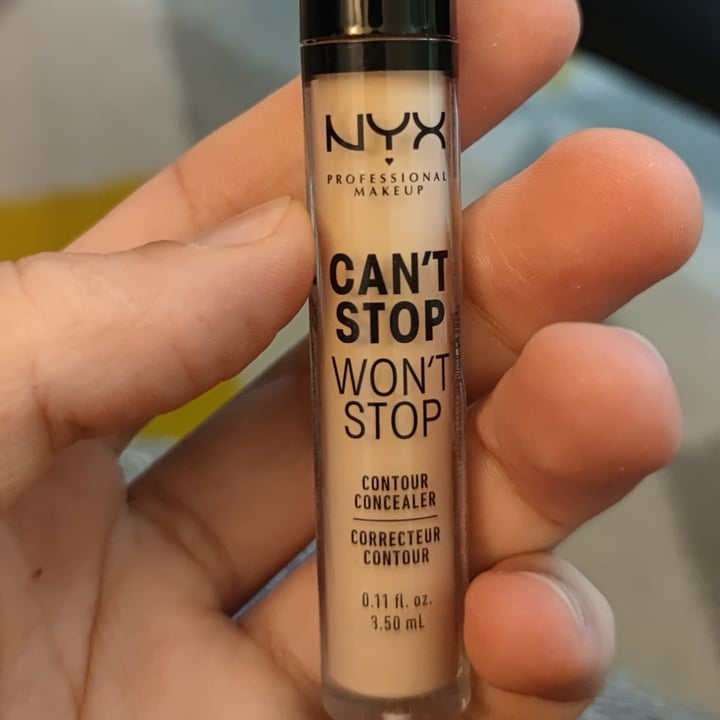 NYX
PROFESSIONAL
MAKEUP
CAN'T
STOP
WON'T
STOP
CONTOUR
CONCEALER
CORRECTEUR
CONTOUR
0.11 fl. oz.
3.50 mL